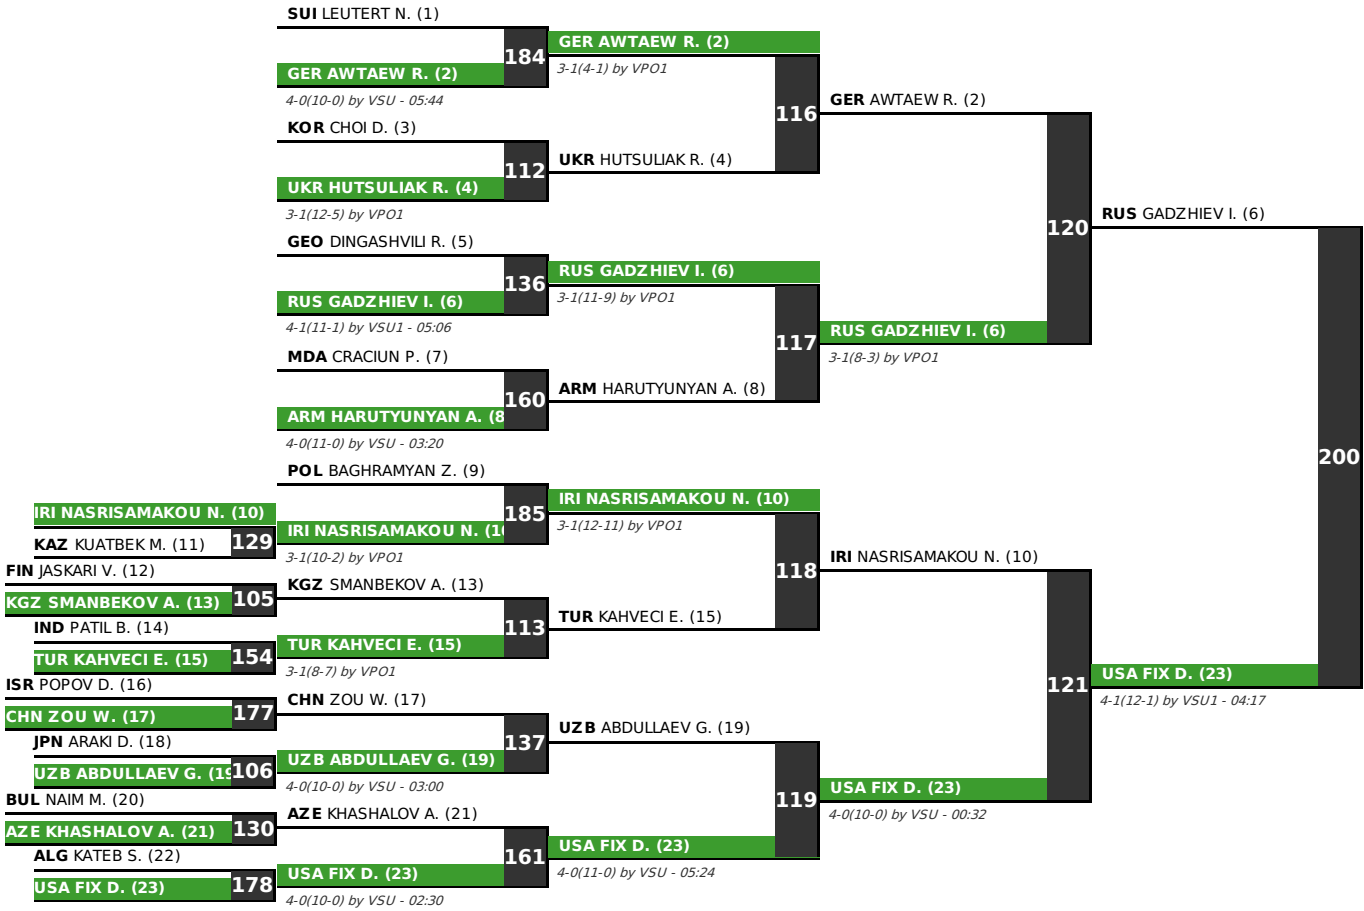 SUI LEUTERT N. (1)
184
GER AWTAEW R. (2)
4-0(10-0) by VSU - 05:44
KOR CHOI D. (3)
112
UKR HUTSULIAK R. (4)
3-1(12-5) by VPO1
GEO DINGASHVILI R. (5)
136
RUS GADZHIEV I. (6)
4-1(11-1) by VSU1 - 05:06
MDA CRACIUN P. (7)
160
ARM HARUTYUNYAN A. (8
4-0(11-0) by VSU - 03:20
POL BAGHRAMYAN Z. (9)
185
IRI NASRISAMAKOU N. (10
3-1(10-2) by VPO1
KGZ SMANBEKOV A. (13)
113
TUR KAHVECI E. (15)
3-1(8-7) by VPO1
CHN ZOU W. (17)
137
UZB ABDULLAEV G. (19)
4-0(10-0) by VSU - 03:00
AZE KHASHALOV A. (21)
161
USA FIX D. (23)
4-0(10-0) by VSU - 02:30
IRI NASRISAMAKOU N. (10)
KAZ KUATBEK M. (11)
129
FIN JASKARI V. (12)
KGZ SMANBEKOV A. (13)
105
IND PATIL B. (14)
TUR KAHVECI E. (15)
154
ISR POPOV D. (16)
CHN ZOU W. (17)
177
JPN ARAKI D. (18)
UZB ABDULLAEV G. (19
106
BUL NAIM M. (20)
AZE KHASHALOV A. (21)
130
ALG KATEB S. (22)
USA FIX D. (23)
178
GER AWTAEW R. (2)
3-1(4-1) by VPO1
116
UKR HUTSULIAK R. (4)
RUS GADZHIEV I. (6)
3-1(11-9) by VPO1
117
ARM HARUTYUNYAN A. (8)
IRI NASRISAMAKOU N. (10)
3-1(12-11) by VPO1
118
TUR KAHVECI E. (15)
UZB ABDULLAEV G. (19)
119
USA FIX D. (23)
4-0(11-0) by VSU - 05:24
GER AWTAEW R. (2)
120
RUS GADZHIEV I. (6)
3-1(8-3) by VPO1
IRI NASRISAMAKOU N. (10)
121
USA FIX D. (23)
4-0(10-0) by VSU - 00:32
RUS GADZHIEV I. (6)
200
USA FIX D. (23)
4-1(12-1) by VSU1 - 04:17